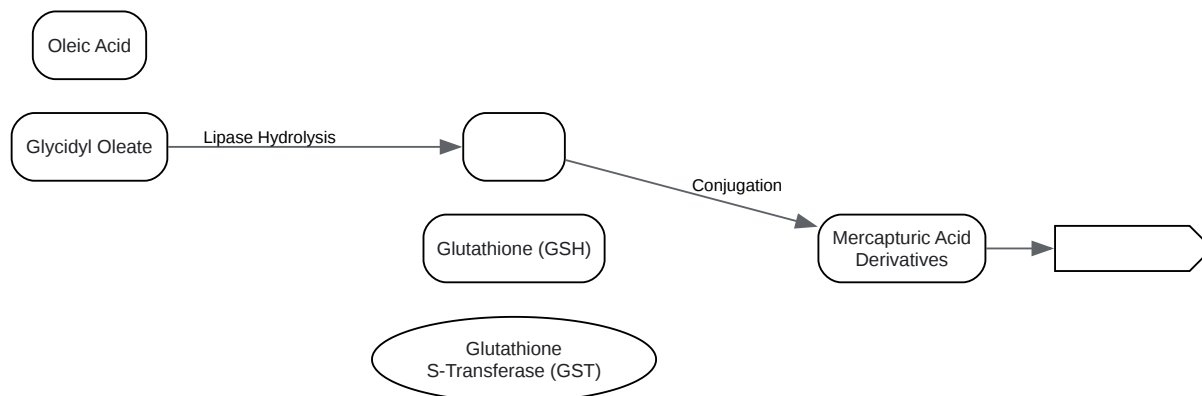 Oleic Acid
Glycidyl Oleate
Lipase Hydrolysis
Conjugation
Glutathione (GSH)
Mercapturic Acid
Derivatives
Glutathione
S-Transferase (GST)